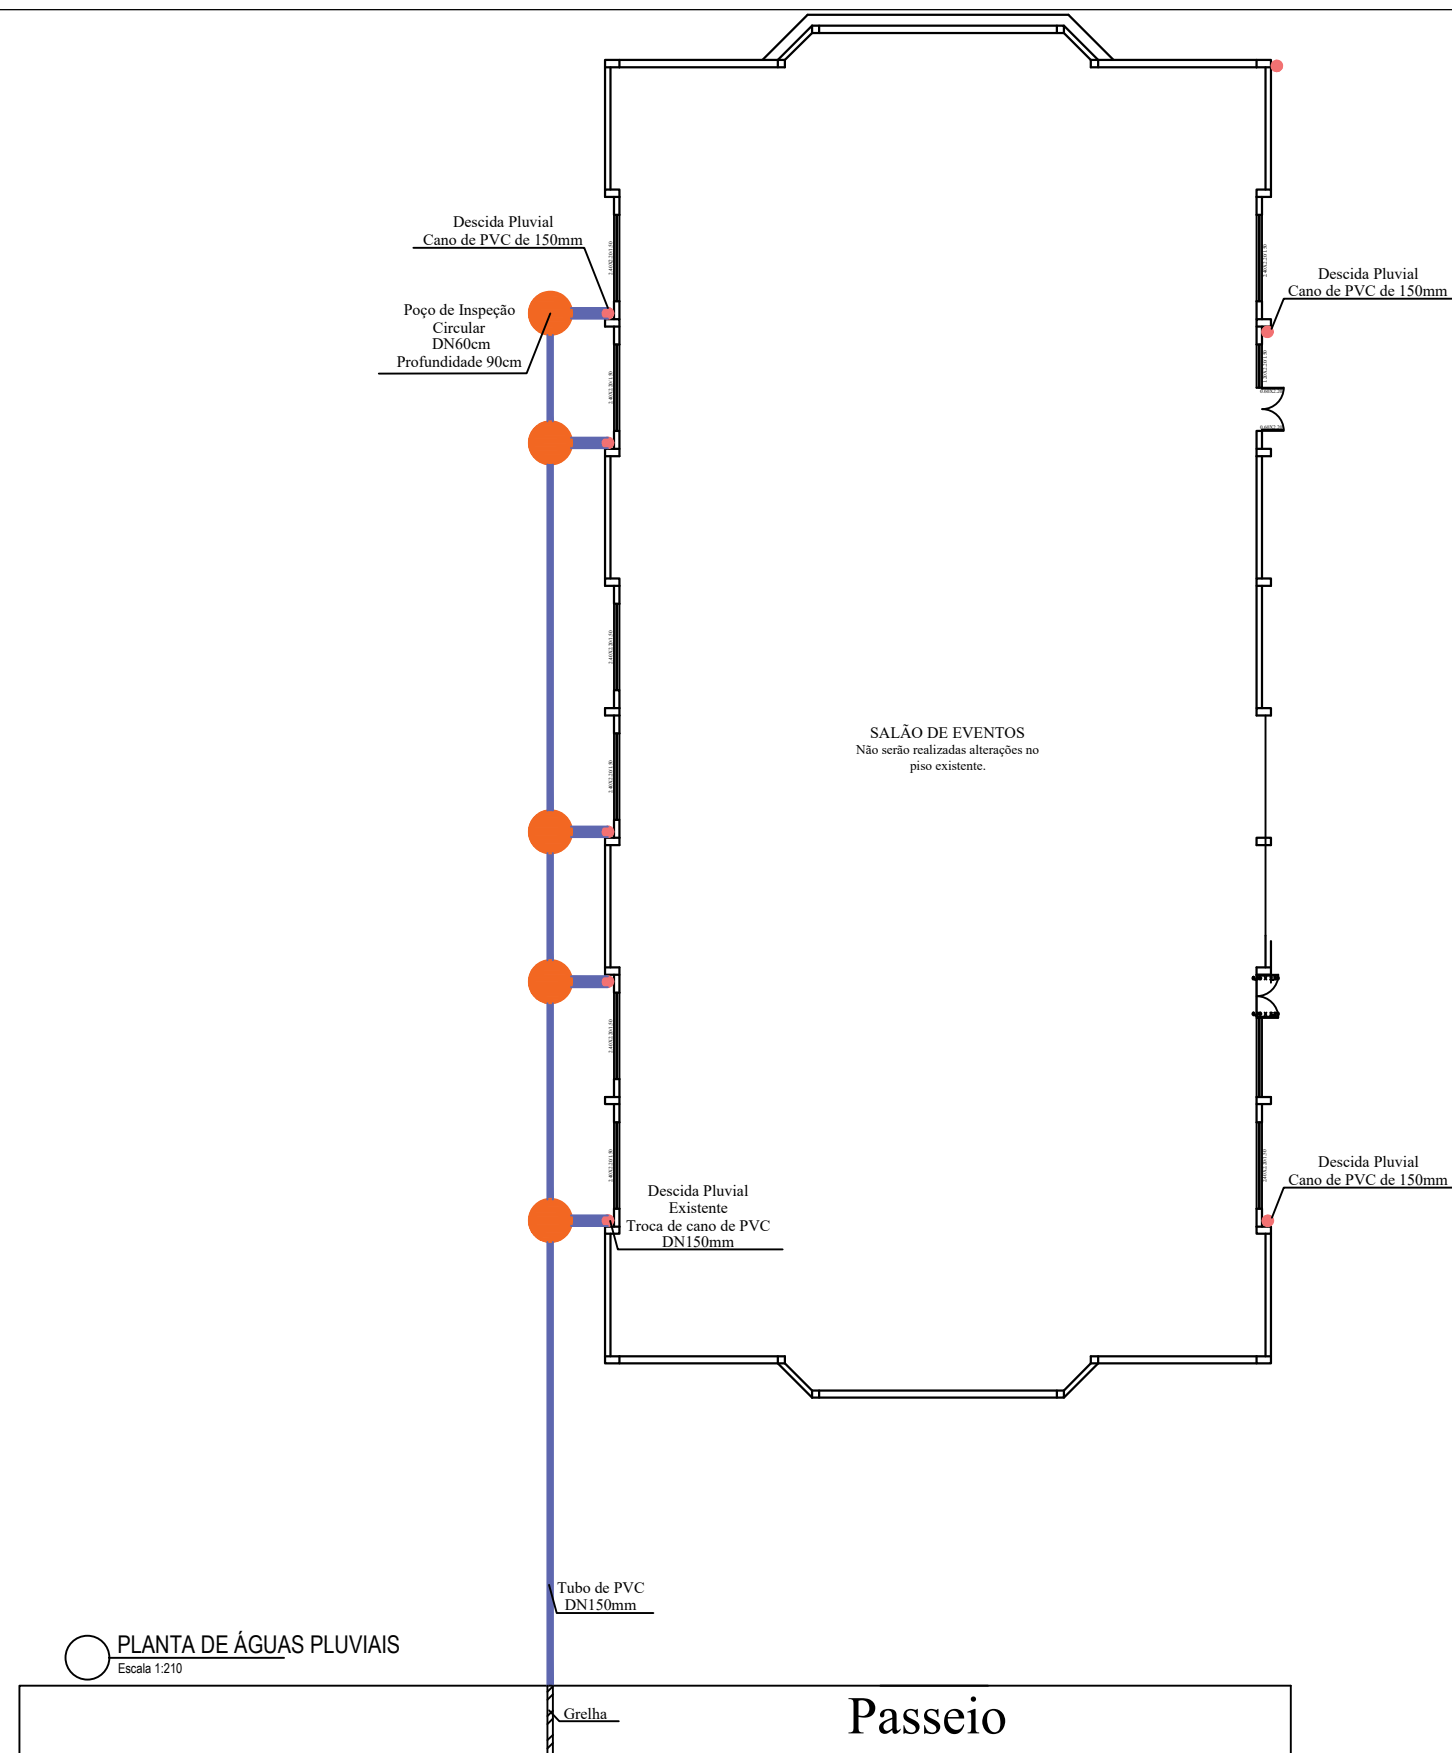 Descida Pluvial
Cano de PVC de 150mm
Poço de Inspeção
Circular
DN60cm
Profundidade 90cm
Descida Pluvial
Cano de PVC de 150mm
SALÃO DE EVENTOS
Não serão realizadas alterações no
piso existente.
Descida Pluvial
Cano de PVC de 150mm
Descida Pluvial
Existente
Troca de cano de PVC
DN150mm
Tubo de PVC
DN150mm
PLANTA DE ÁGUAS PLUVIAIS
Escala 1:210
Grelha
Passeio